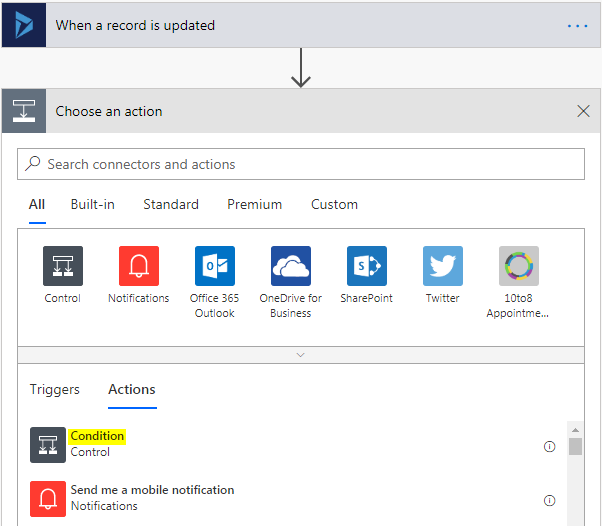 When a record is updated
Choose an action
Search connectors and actions
All Built-in Standard Premium Custom
Control Notifications Office 365 Outlook OneDrive for Business SharePoint Twitter 10to8 Appointme...
Triggers Actions
Condition
Control
Send me a mobile notification
Notifications